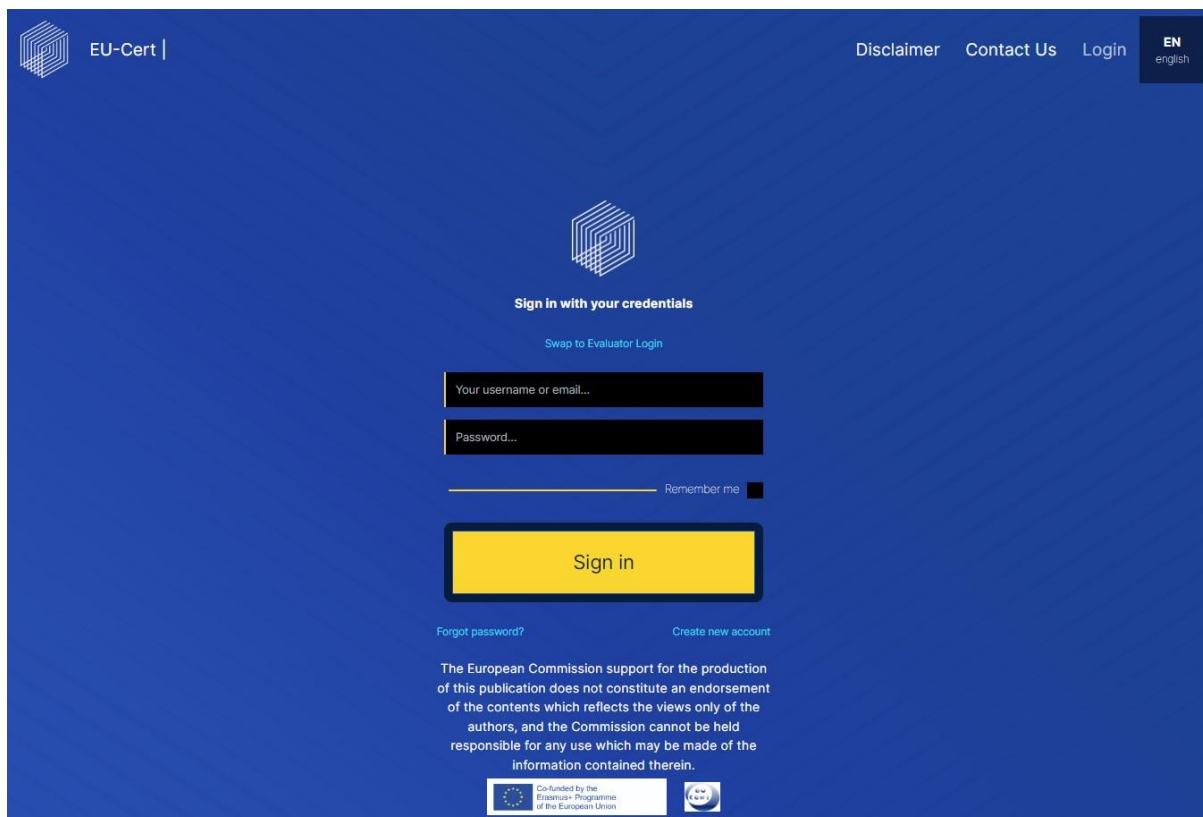 EU-Cert |
Disclaimer
Contact Us
Login
EN
english
Sign in with your credentials
Swap to Evaluator Login
Your username or email...
Password...
Remember me
Sign in
Forgot password?
Create new account
The European Commission support for the production
of this publication does not constitute an endorsement
of the contents which reflects the views only of the
authors, and the Commission cannot be held
responsible for any use which may be made of the
information contained therein.
Co-funded by the
Erasmus+ Programme
of the European Union